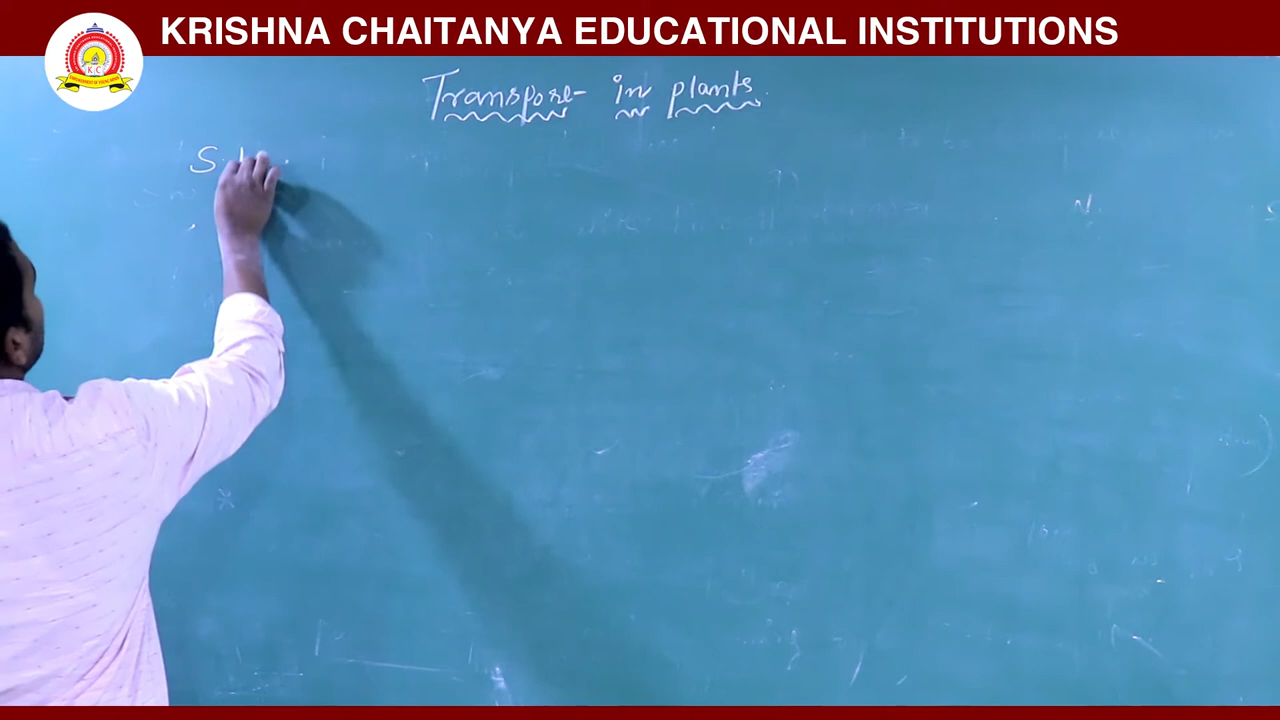 KRISHNA CHAITANYA EDUCATIONAL INSTITUTIONS
K C
Transport in plants
S